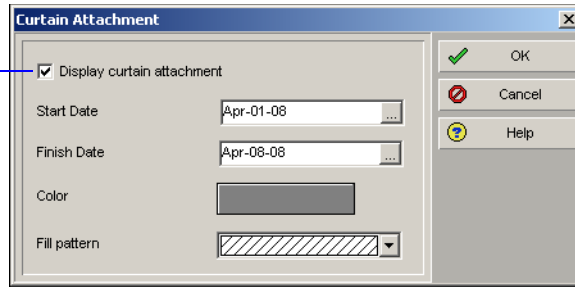 Curtain Attachment
Display curtain attachment
Start Date Apr-01-08 ...
Finish Date Apr-08-08 ...
Color
Fill pattern
OK
Cancel
Help